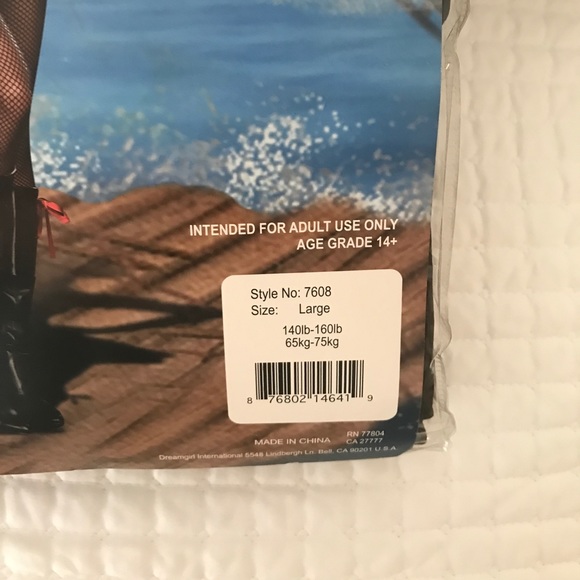 INTENDED FOR ADULT USE ONLY
AGE GRADE 14+
Style No: 7608
Size: Large
140lb-160lb
65kg-75kg
8 76802 14641 9
MADE IN CHINA
RN 77804
CA 27777
Dreamgirl International 5548 Lindbergh Ln. Bell, CA 90201 U.S.A.